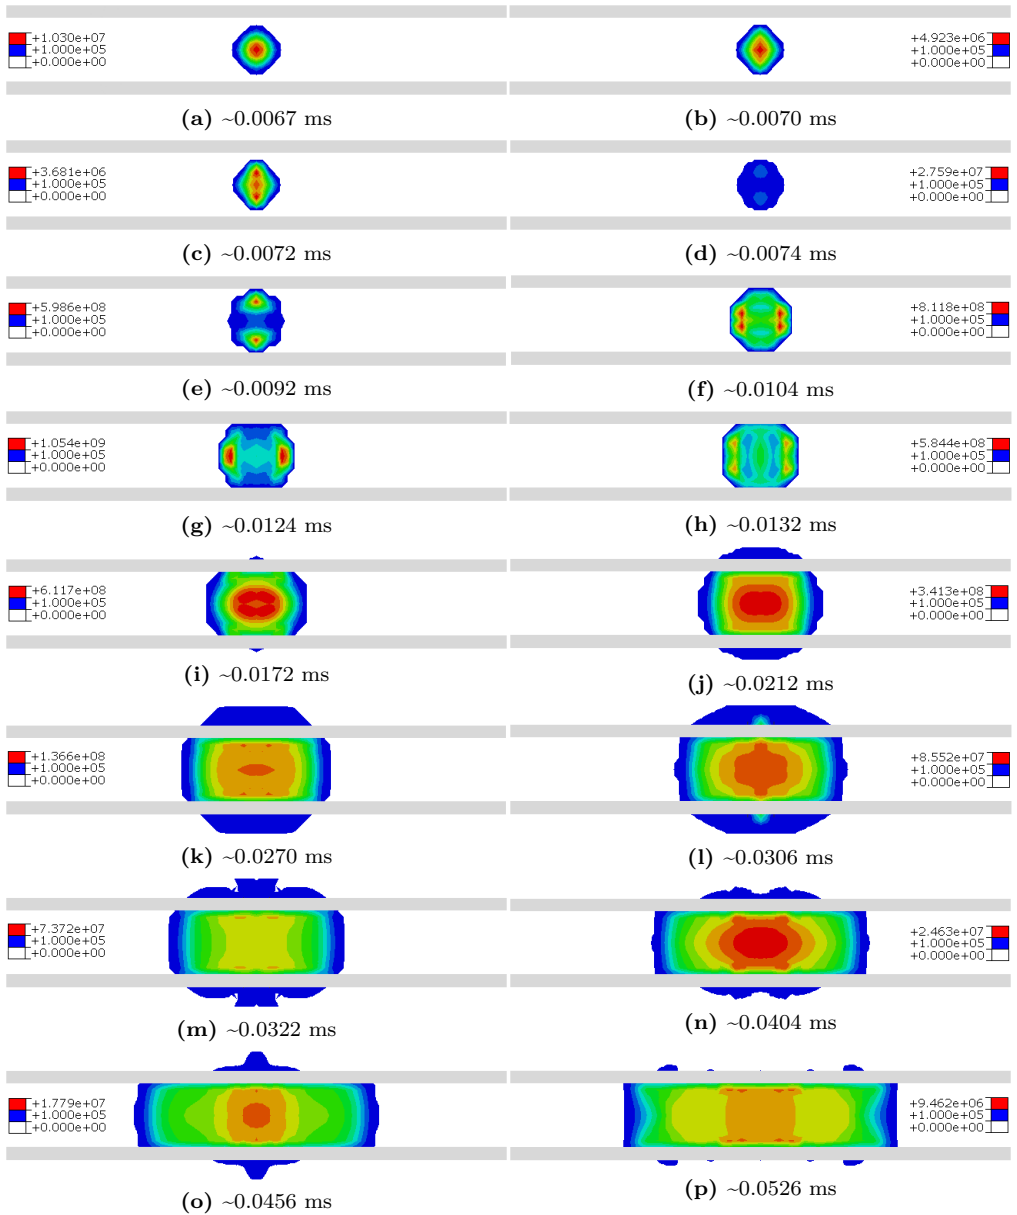 +1.030e+07
+1.000e+05
+0.000e+00
+4.923e+06
+1.000e+05
+0.000e+00
(a) ~0.0067 ms
(b) ~0.0070 ms
+3.681e+06
+1.000e+05
+0.000e+00
+2.759e+07
+1.000e+05
+0.000e+00
(c) ~0.0072 ms
(d) ~0.0074 ms
+5.986e+08
+1.000e+05
+0.000e+00
+8.118e+08
+1.000e+05
+0.000e+00
(e) ~0.0092 ms
(f) ~0.0104 ms
+1.054e+09
+1.000e+05
+0.000e+00
+5.844e+08
+1.000e+05
+0.000e+00
(g) ~0.0124 ms
(h) ~0.0132 ms
+6.117e+08
+1.000e+05
+0.000e+00
+3.413e+08
+1.000e+05
+0.000e+00
(i) ~0.0172 ms
(j) ~0.0212 ms
+1.366e+08
+1.000e+05
+0.000e+00
+8.552e+07
+1.000e+05
+0.000e+00
(k) ~0.0270 ms
(l) ~0.0306 ms
+7.372e+07
+1.000e+05
+0.000e+00
+2.463e+07
+1.000e+05
+0.000e+00
(m) ~0.0322 ms
(n) ~0.0404 ms
+1.779e+07
+1.000e+05
+0.000e+00
+9.462e+06
+1.000e+05
+0.000e+00
(o) ~0.0456 ms
(p) ~0.0526 ms